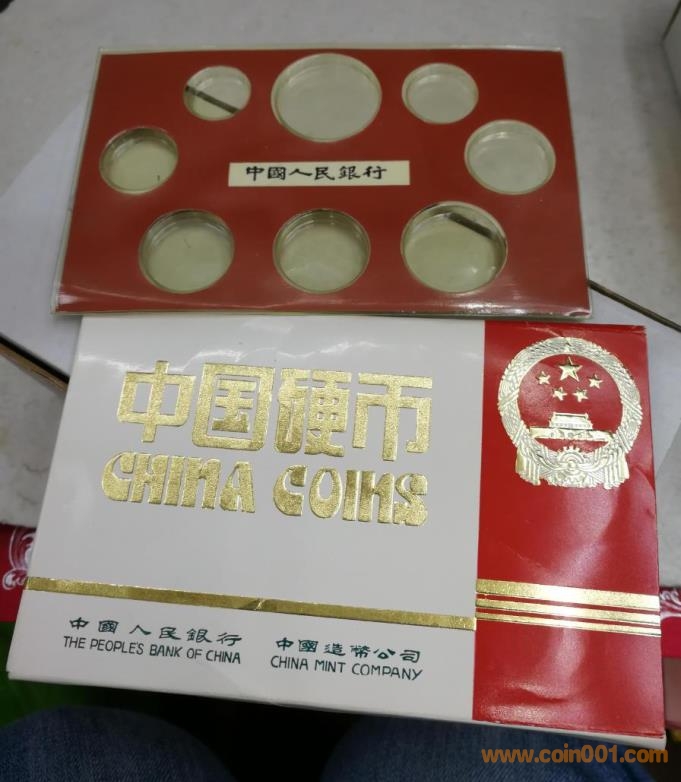 中國人民銀行
中国硬币
CHINA COINS
中國人民銀行
THE PEOPLE'S BANK OF CHINA
中國造幣公司
CHINA MINT COMPANY
www.coin001.com